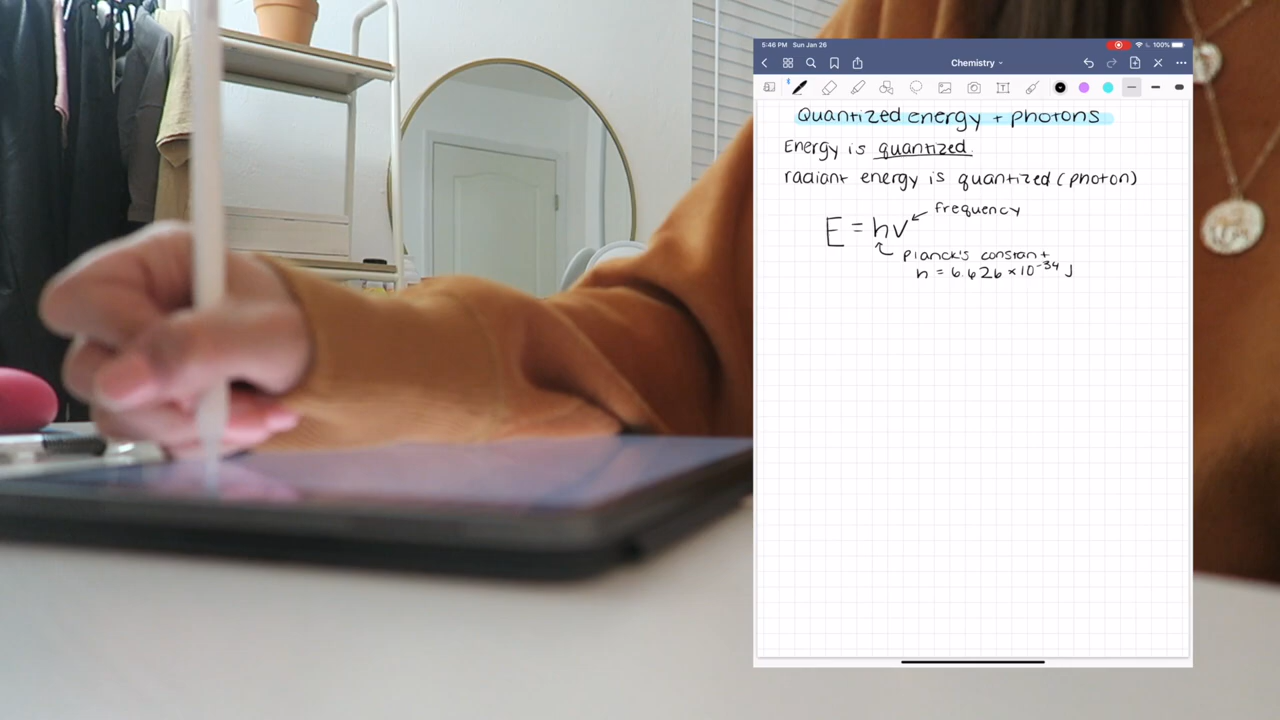 5:46 PM Sun Jan 26
100%
Chemistry
Quantized energy + photons
Energy is quantized.
radiant energy is quantized (photon)
frequency
E = hν
Planck's constant
h = 6.626 × 10⁻³⁴ J